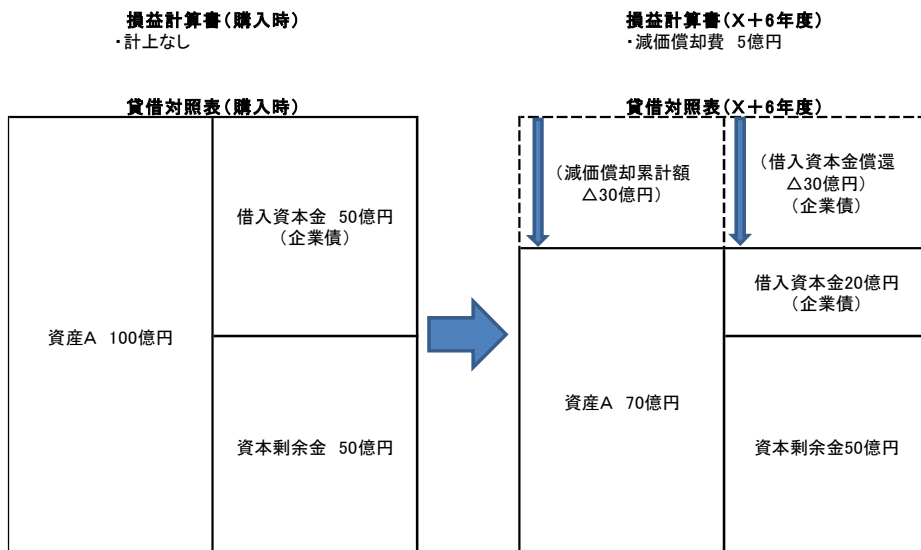 損益計算書(購入時)
・計上なし
貸借対照表(購入時)
資産A 100億円
借入資本金 50億円
(企業債)
資本剰余金 50億円
損益計算書(X+6年度)
・減価償却費 5億円
貸借対照表(X+6年度)
(減価償却累計額
△30億円)
(借入資本金償還
△30億円)
(企業債)
資産A 70億円
借入資本金20億円
(企業債)
資本剰余金50億円